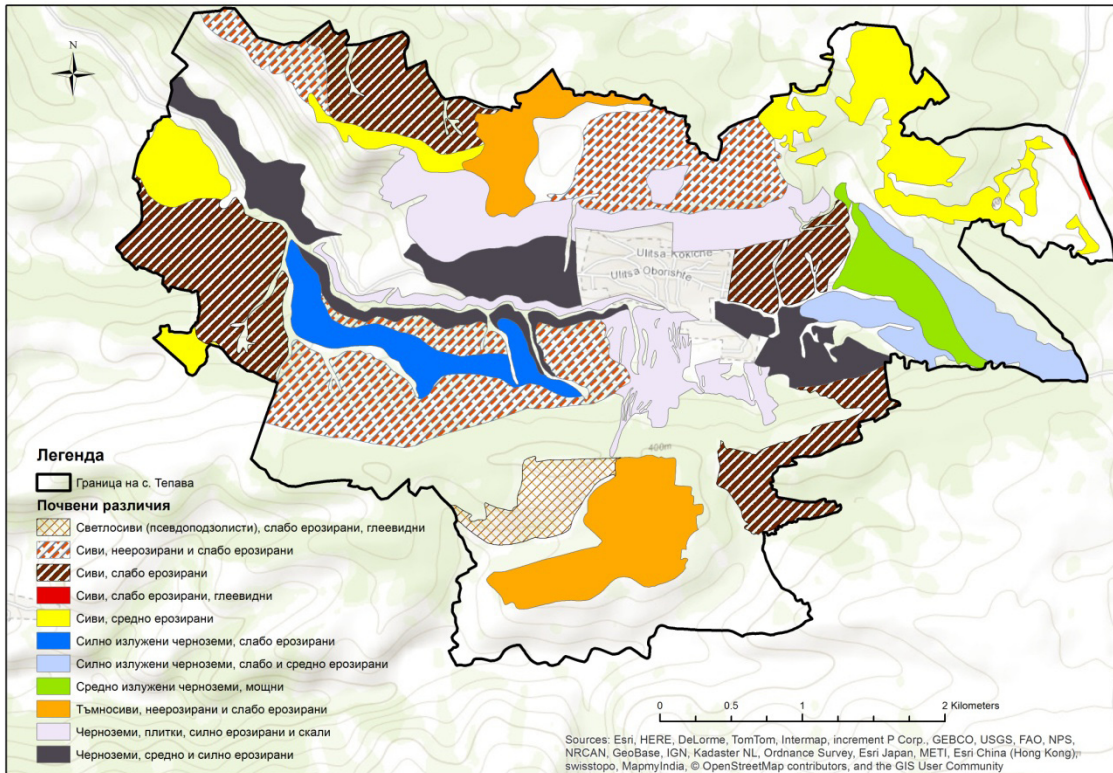 N
Ulitsa Kokiche
Ulitsa Oborishte
400m
Легенда
Граница на с. Тепава
Почвени различия
Светлосиви (псевдоподзолисти), слабо ерозирани, глеевидни
Сиви, неерозирани и слабо ерозирани
Сиви, слабо ерозирани
Сиви, слабо ерозирани, глеевидни
Сиви, средно ерозирани
Силно излужени черноземи, слабо ерозирани
Силно излужени черноземи, слабо и средно ерозирани
Средно излужени черноземи, мощни
Тъмносиви, неерозирани и слабо ерозирани
Черноземи, плитки, силно ерозирани и скали
Черноземи, средно и силно ерозирани
0 0.5 1 2 Kilometers
Sources: Esri, HERE, DeLorme, TomTom, Intermap, increment P Corp., GEBCO, USGS, FAO, NPS,
NRCAN, GeoBase, IGN, Kadaster NL, Ordnance Survey, Esri Japan, METI, Esri China (Hong Kong),
swisstopo, MapmyIndia, © OpenStreetMap contributors, and the GIS User Community